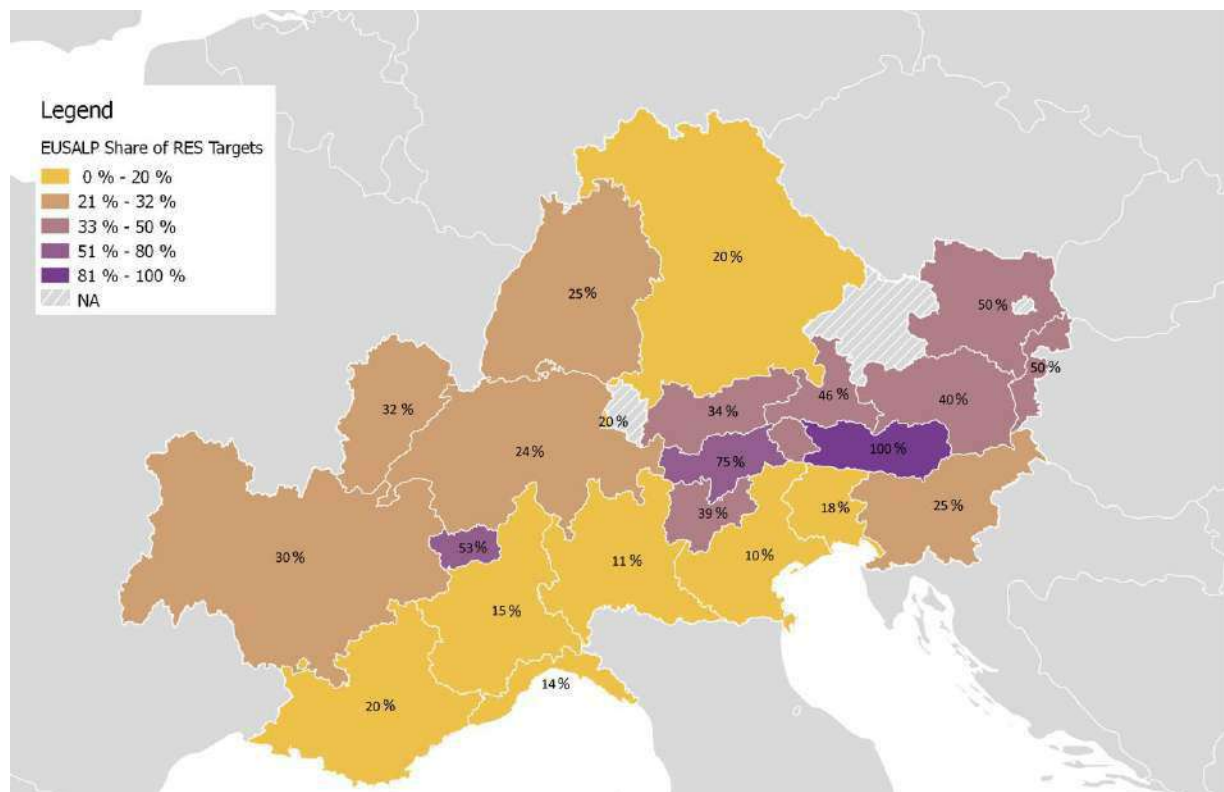 Legend
EUSALP Share of RES Targets
0 % - 20 %
21 % - 32 %
33 % - 50 %
51 % - 80 %
81 % - 100 %
NA
20 %
25 %
50 %
50 %
46 %
40 %
34 %
32 %
20 %
24 %
100 %
75 %
39 %
18 %
25 %
53 %
30 %
11 %
10 %
15 %
14 %
20 %